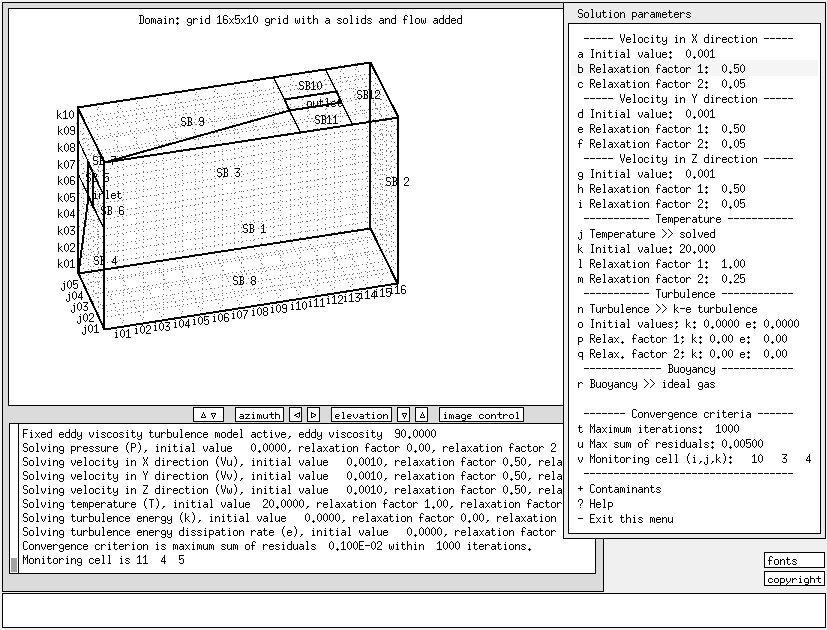 Domain: grid 16x5x10 grid with a solids and flow added
SB10
SB12
outlet
SB11
SB 9
k10
k09
k08
k07
k06
k05
k04
k03
k02
k01
SB 3
SB 2
inlet
SB 6
SB 1
SB 4
SB 8
j05
j04
j03
j02
j01
i01 i02 i03 i04 i05 i06 i07 i08 i09 i10 i11 i12 i13 i14 i15 i16
azimuth
elevation
image control
Fixed eddy viscosity turbulence model active, eddy viscosity 90.0000
Solving pressure (P), initial value 0.0000, relaxation factor 0.00, relaxation factor 2
Solving velocity in X direction (Vu), initial value 0.0010, relaxation factor 0.50, rela
Solving velocity in Y direction (Vv), initial value 0.0010, relaxation factor 0.50, rela
Solving velocity in Z direction (Vw), initial value 0.0010, relaxation factor 0.50, rela
Solving temperature (T), initial value 20.0000, relaxation factor 1.00, relaxation factor
Solving turbulence energy (k), initial value 0.0000, relaxation factor 0.00, relaxation
Solving turbulence energy dissipation rate (e), initial value 0.0000, relaxation factor
Convergence criterion is maximum sum of residuals 0.100E-02 within 1000 iterations.
Monitoring cell is 11 4 5
Solution parameters
----- Velocity in X direction -----
a Initial value: 0.001
b Relaxation factor 1: 0.50
c Relaxation factor 2: 0.05
----- Velocity in Y direction -----
d Initial value: 0.001
e Relaxation factor 1: 0.50
f Relaxation factor 2: 0.05
----- Velocity in Z direction -----
g Initial value: 0.001
h Relaxation factor 1: 0.50
i Relaxation factor 2: 0.05
----------- Temperature -----------
j Temperature >> solved
k Initial value: 20.000
l Relaxation factor 1: 1.00
m Relaxation factor 2: 0.25
----------- Turbulence -----------
n Turbulence >> k-e turbulence
o Initial values; k: 0.0000 e: 0.0000
p Relax. factor 1; k: 0.00 e: 0.00
q Relax. factor 2; k: 0.00 e: 0.00
------------- Buoyancy -----------
r Buoyancy >> ideal gas
------- Convergence criteria ------
t Maximum iterations: 1000
u Max sum of residuals: 0.00500
v Monitoring cell (i,j,k): 10 3 4
-----------------------------------
+ Contaminants
? Help
- Exit this menu
fonts
copyright